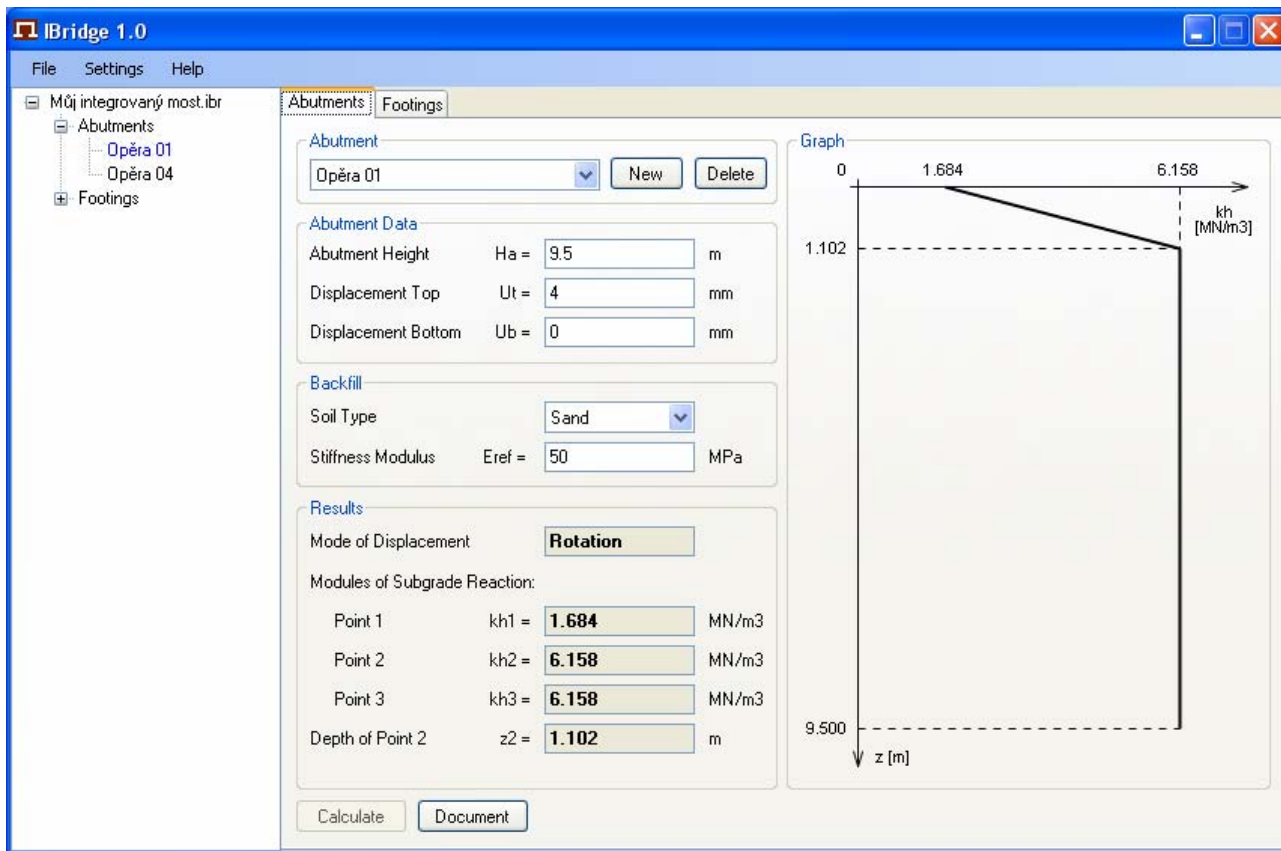 IBridge 1.0
File Settings Help
Můj integrovaný most.ibr
Abutments
Opěra 01
Opěra 04
Footings
Abutments Footings
Abutment
Opěra 01 New Delete
Abutment Data
Abutment Height Ha = 9.5 m
Displacement Top Ut = 4 mm
Displacement Bottom Ub = 0 mm
Backfill
Soil Type Sand
Stiffness Modulus Eref = 50 MPa
Results
Mode of Displacement Rotation
Modules of Subgrade Reaction:
Point 1 kh1 = 1.684 MN/m3
Point 2 kh2 = 6.158 MN/m3
Point 3 kh3 = 6.158 MN/m3
Depth of Point 2 z2 = 1.102 m
Calculate Document
Graph
0 1.684 6.158
kh
[MN/m3]
1.102
9.500
z [m]